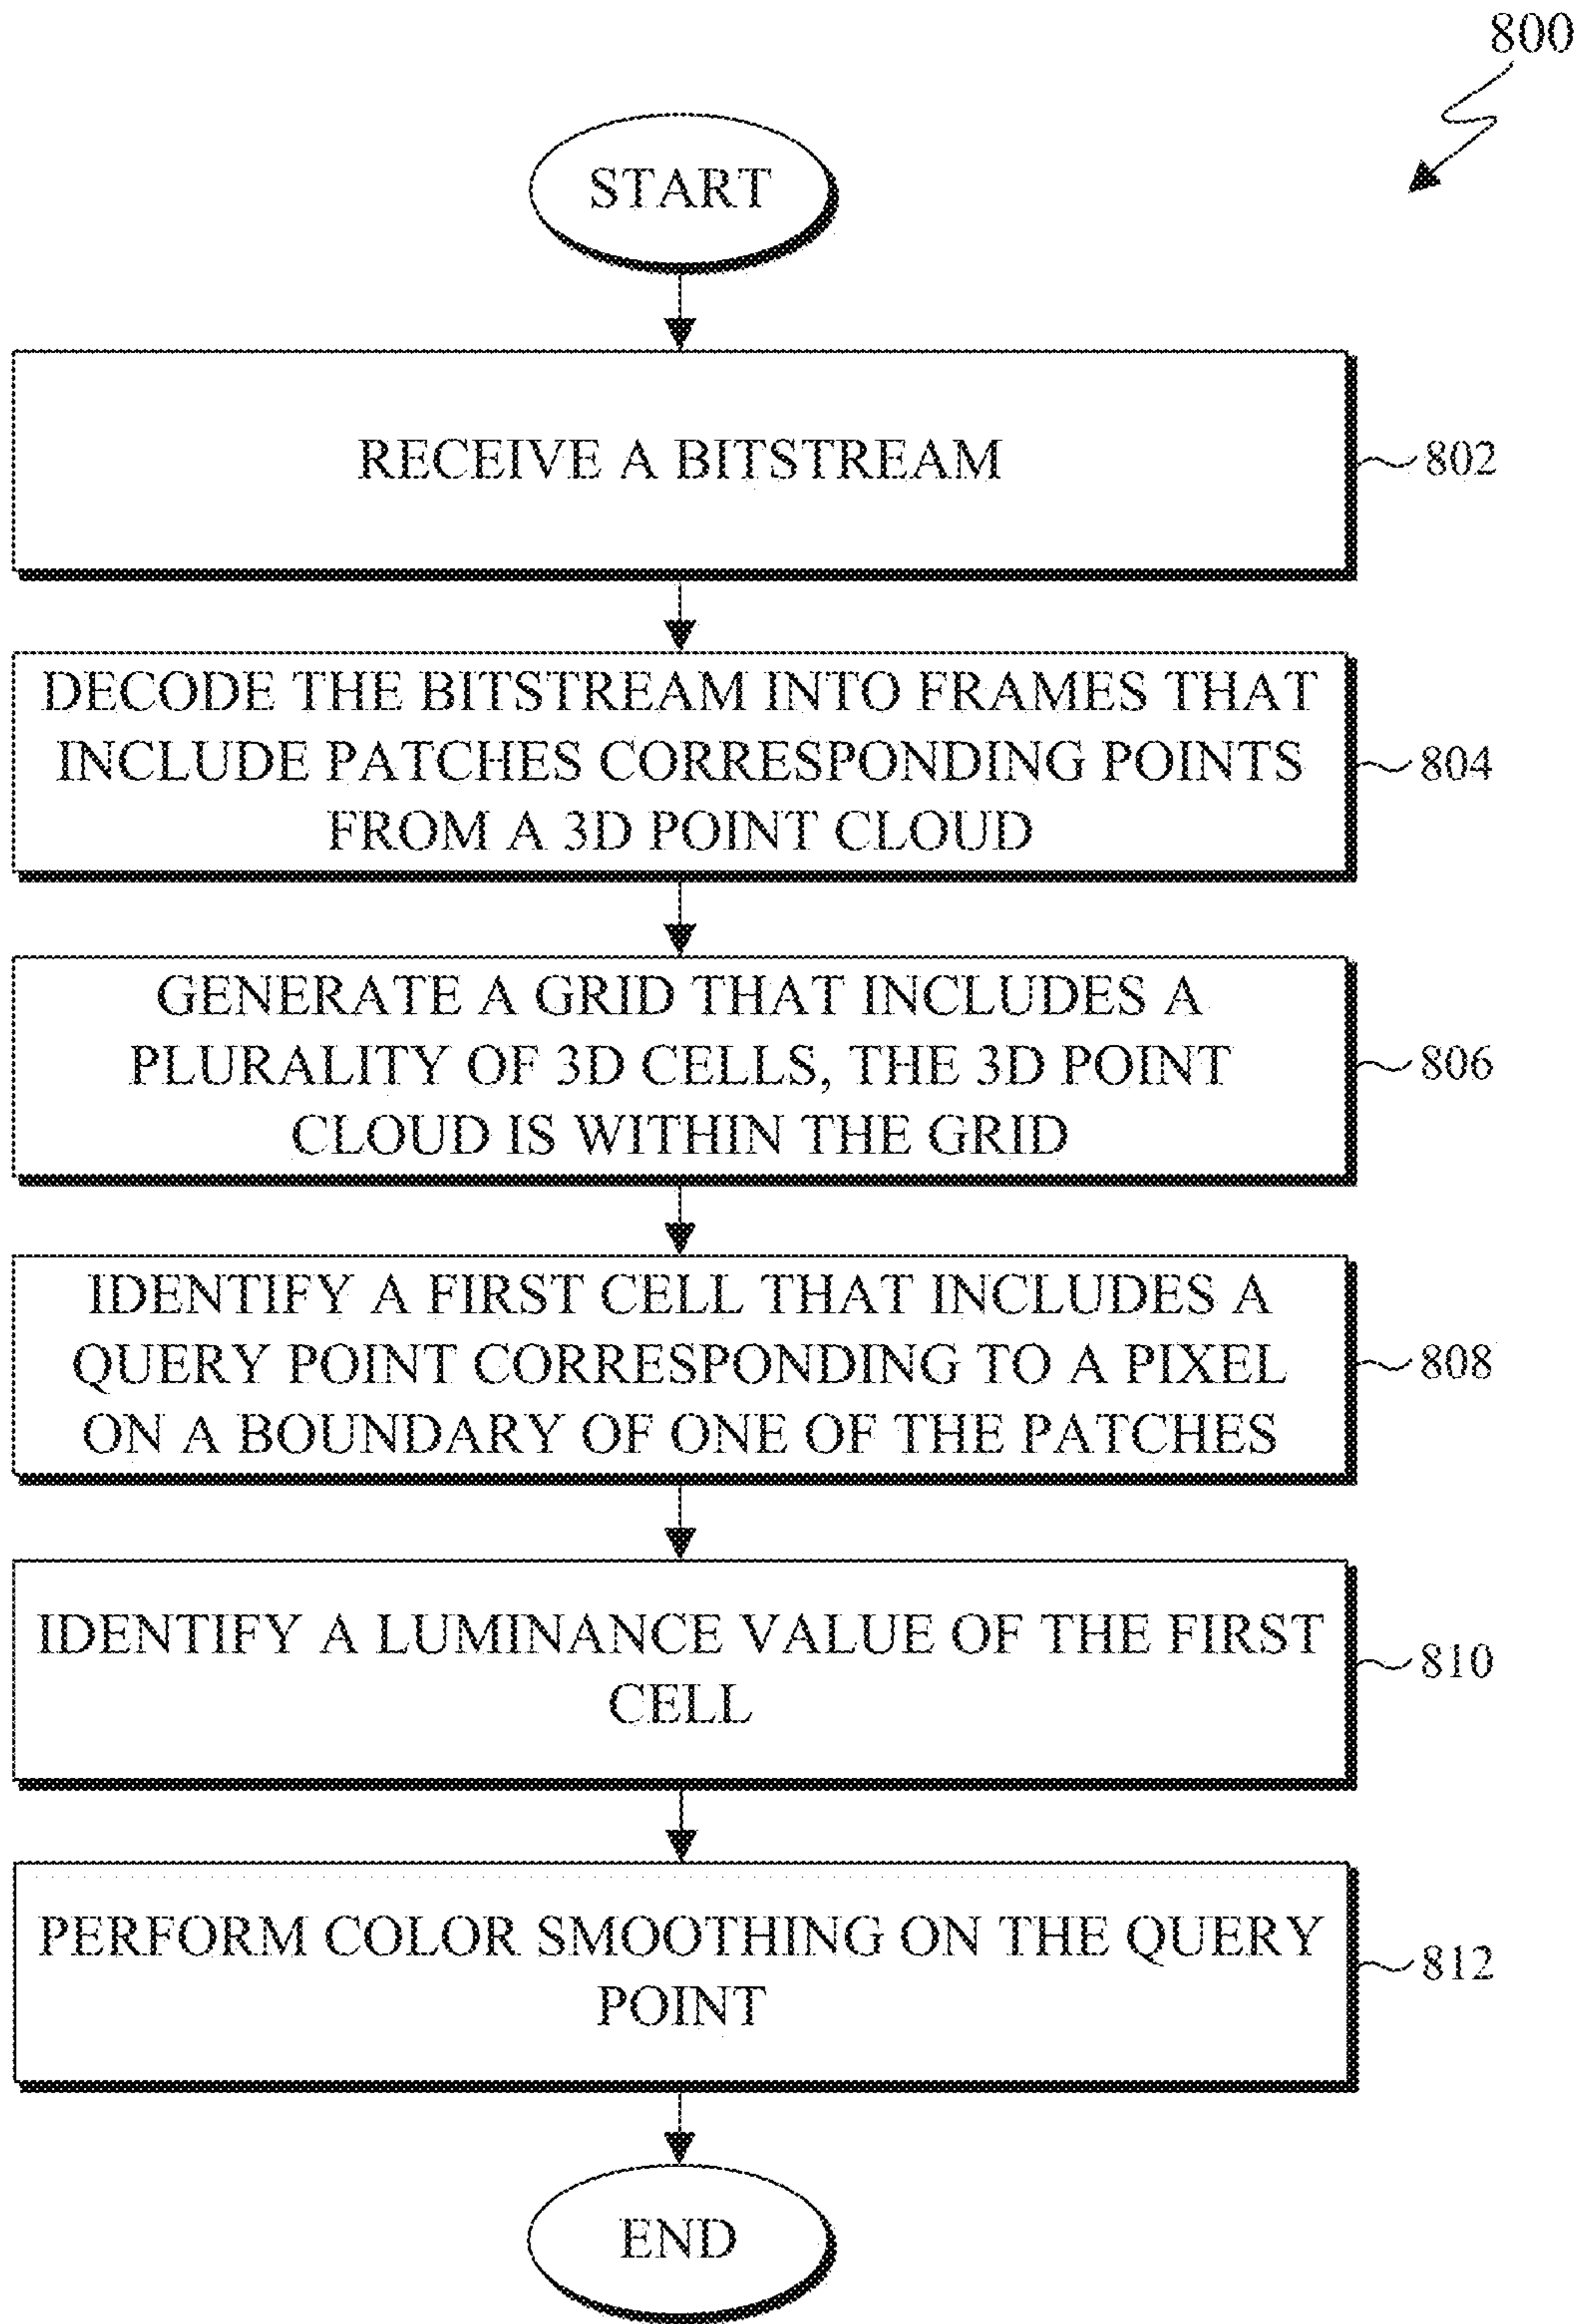 800
START
RECEIVE A BITSTREAM
802
DECODE THE BITSTREAM INTO FRAMES THAT
INCLUDE PATCHES CORRESPONDING POINTS
FROM A 3D POINT CLOUD
804
GENERATE A GRID THAT INCLUDES A
PLURALITY OF 3D CELLS, THE 3D POINT
CLOUD IS WITHIN THE GRID
806
IDENTIFY A FIRST CELL THAT INCLUDES A
QUERY POINT CORRESPONDING TO A PIXEL
ON A BOUNDARY OF ONE OF THE PATCHES
808
IDENTIFY A LUMINANCE VALUE OF THE FIRST
CELL
810
PERFORM COLOR SMOOTHING ON THE QUERY
POINT
812
END